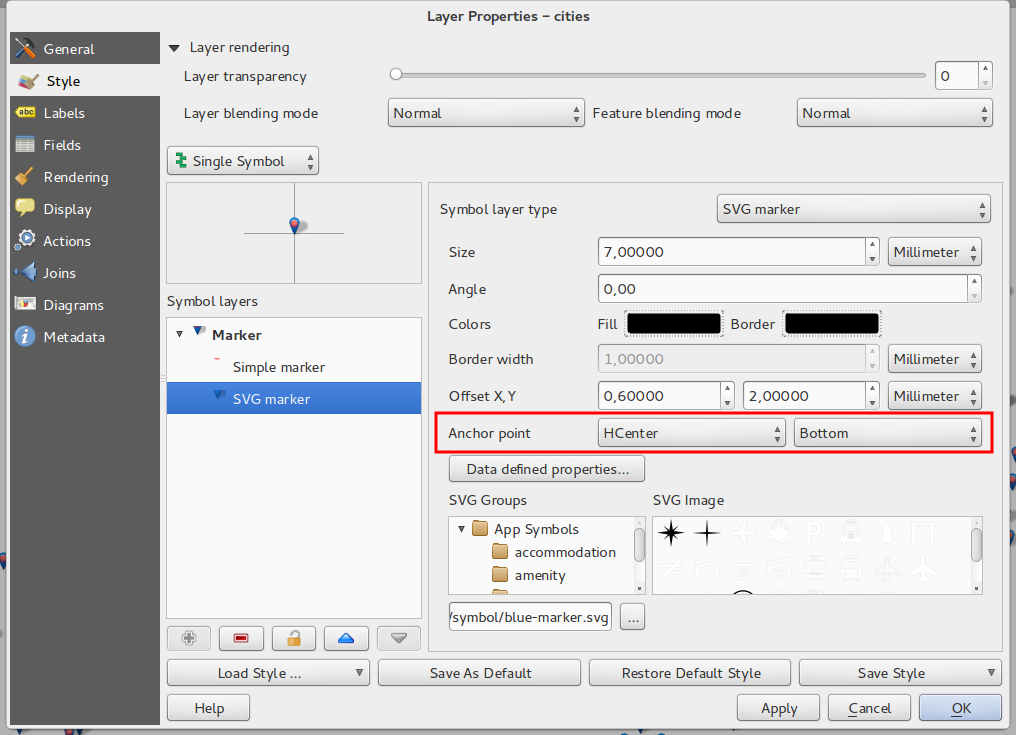 Layer Properties – cities
General
Style
abc Labels
Fields
Rendering
Display
Actions
Joins
Diagrams
i Metadata
Layer rendering
Layer transparency 0
Layer blending mode Normal Feature blending mode Normal
Single Symbol
Symbol layers
Marker
Simple marker
SVG marker
Symbol layer type SVG marker
Size 7,00000 Millimeter
Angle 0,00
Colors Fill Border
Border width 1,00000 Millimeter
Offset X,Y 0,60000 2,00000 Millimeter
Anchor point HCenter Bottom
Data defined properties...
SVG Groups SVG Image
App Symbols
accommodation
amenity
P
/symbol/blue-marker.svg ...
Load Style ... Save As Default Restore Default Style Save Style
Help Apply Cancel OK